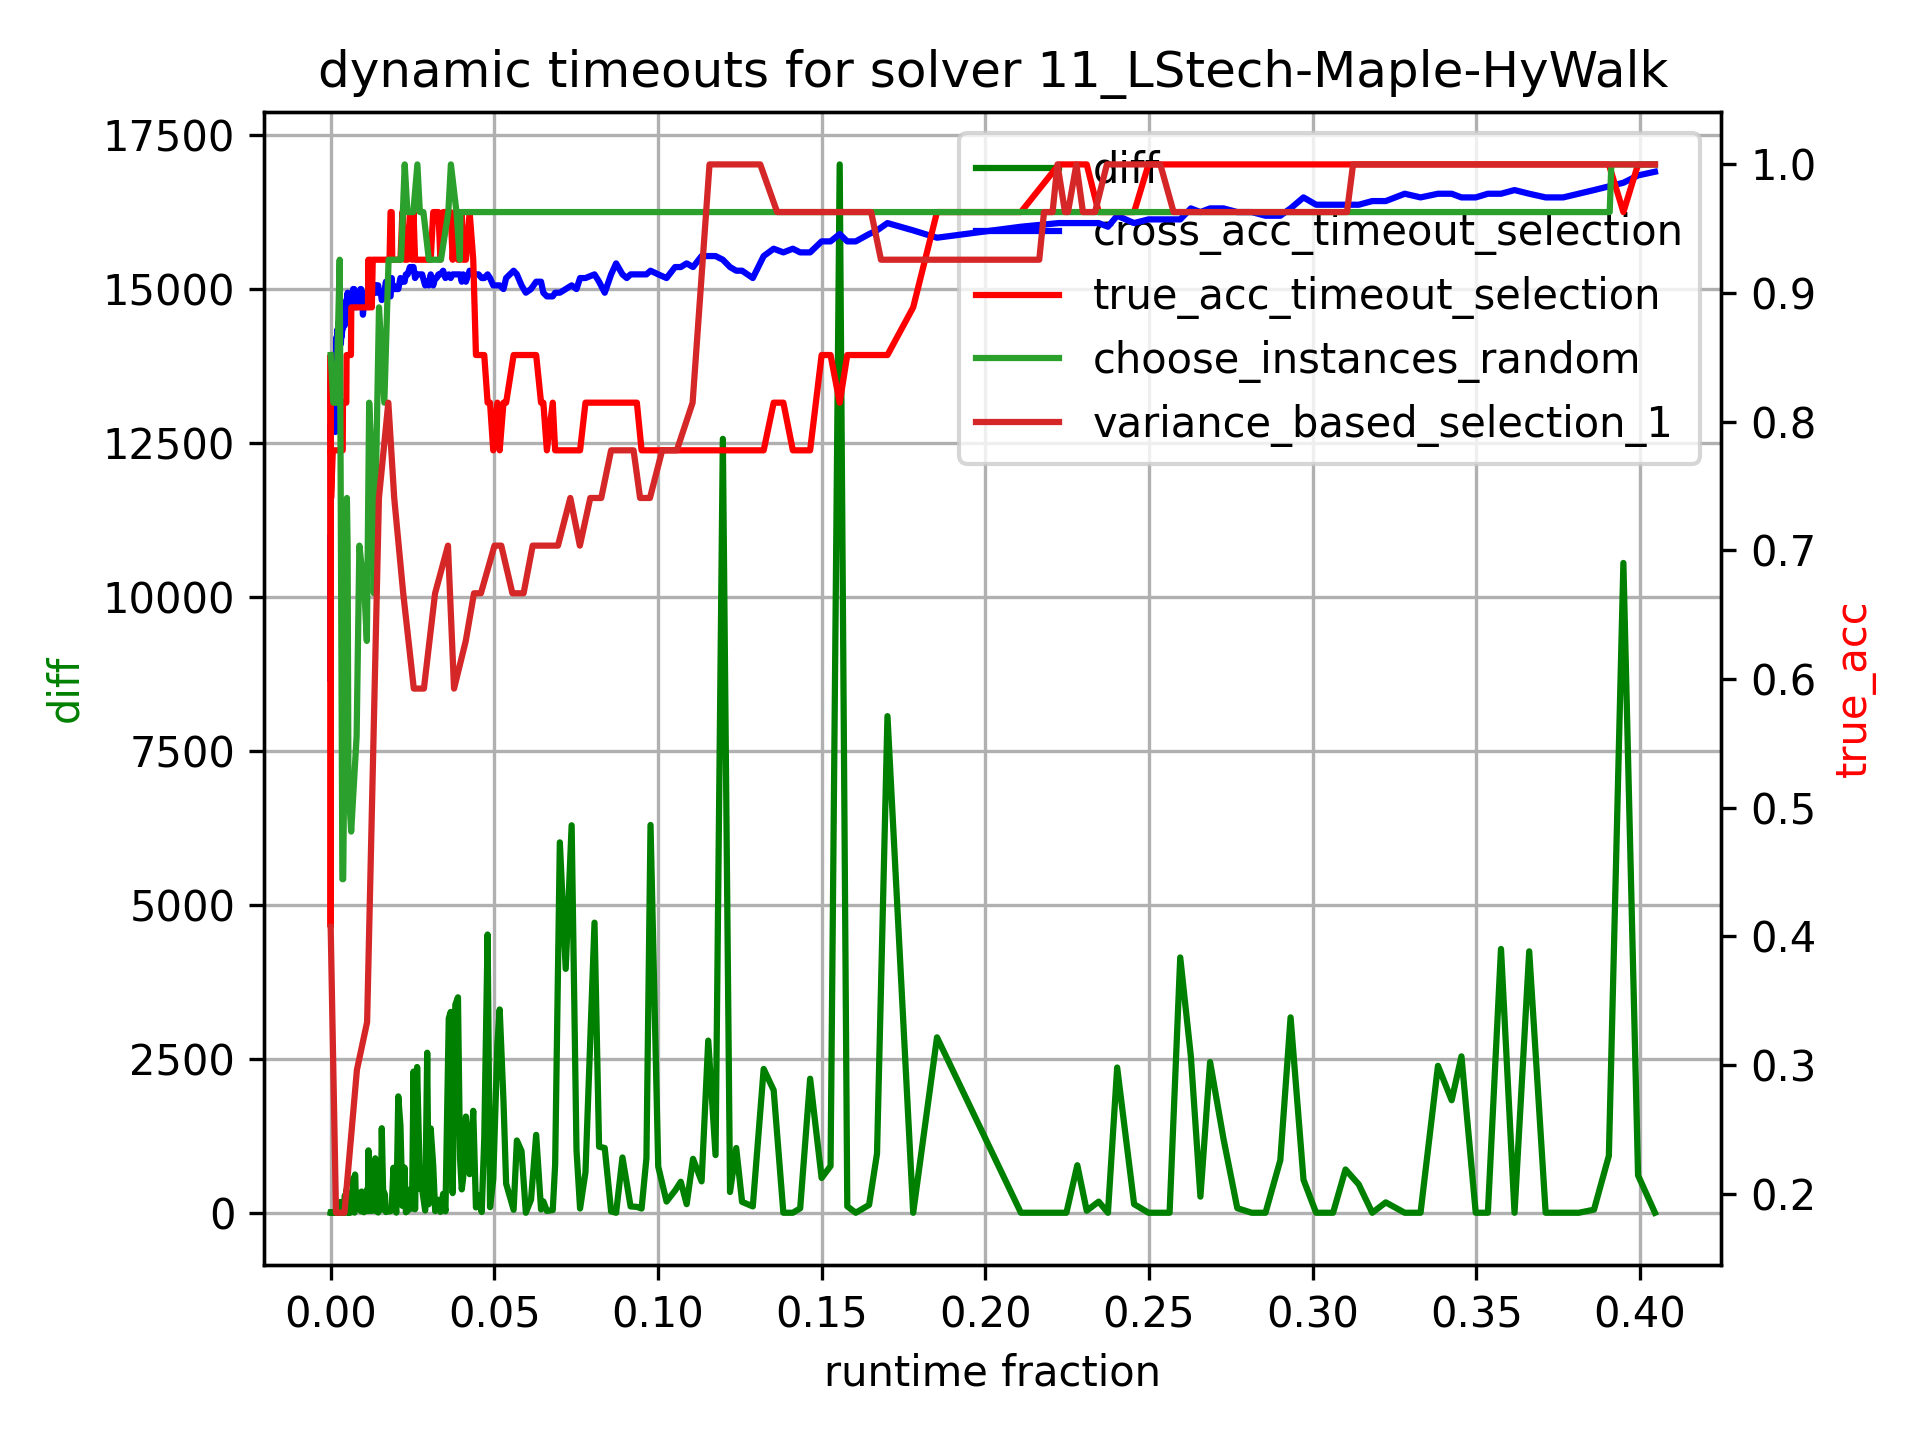 dynamic timeouts for solver 11_LStech-Maple-HyWalk
17500
15000
12500
10000
7500
5000
2500
0
diff
diff
cross_acc_timeout_selection
true_acc_timeout_selection
choose_instances_random
variance_based_selection_1
1.0
0.9
0.8
0.7
0.6
0.5
0.4
0.3
0.2
true_acc
0.00 0.05 0.10 0.15 0.20 0.25 0.30 0.35 0.40
runtime fraction